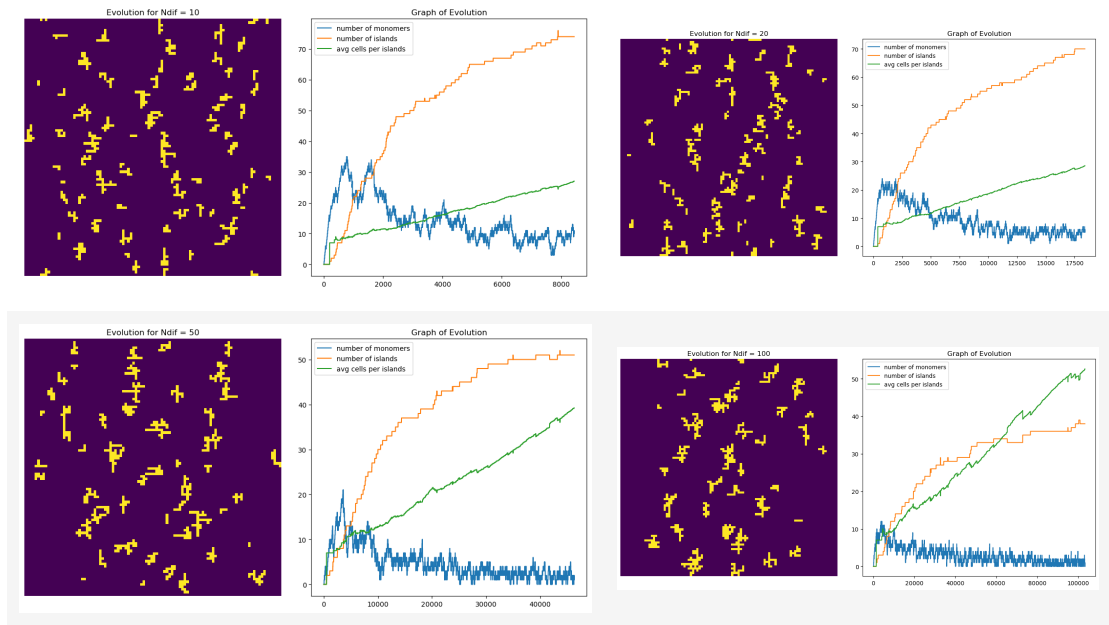 Evolution for Ndif = 10
Graph of Evolution
number of monomers
number of islands
avg cells per islands
70
60
50
40
30
20
10
0
0 2000 4000 6000 8000
Evolution for Ndif = 20
Graph of Evolution
number of monomers
number of islands
avg cells per islands
70
60
50
40
30
20
10
0
0 2500 5000 7500 10000 12500 15000 17500
Evolution for Ndif = 50
Graph of Evolution
number of monomers
number of islands
avg cells per islands
50
40
30
20
10
0
0 10000 20000 30000 40000
Evolution for Ndif = 100
Graph of Evolution
number of monomers
number of islands
avg cells per islands
50
40
30
20
10
0
0 20000 40000 60000 80000 100000